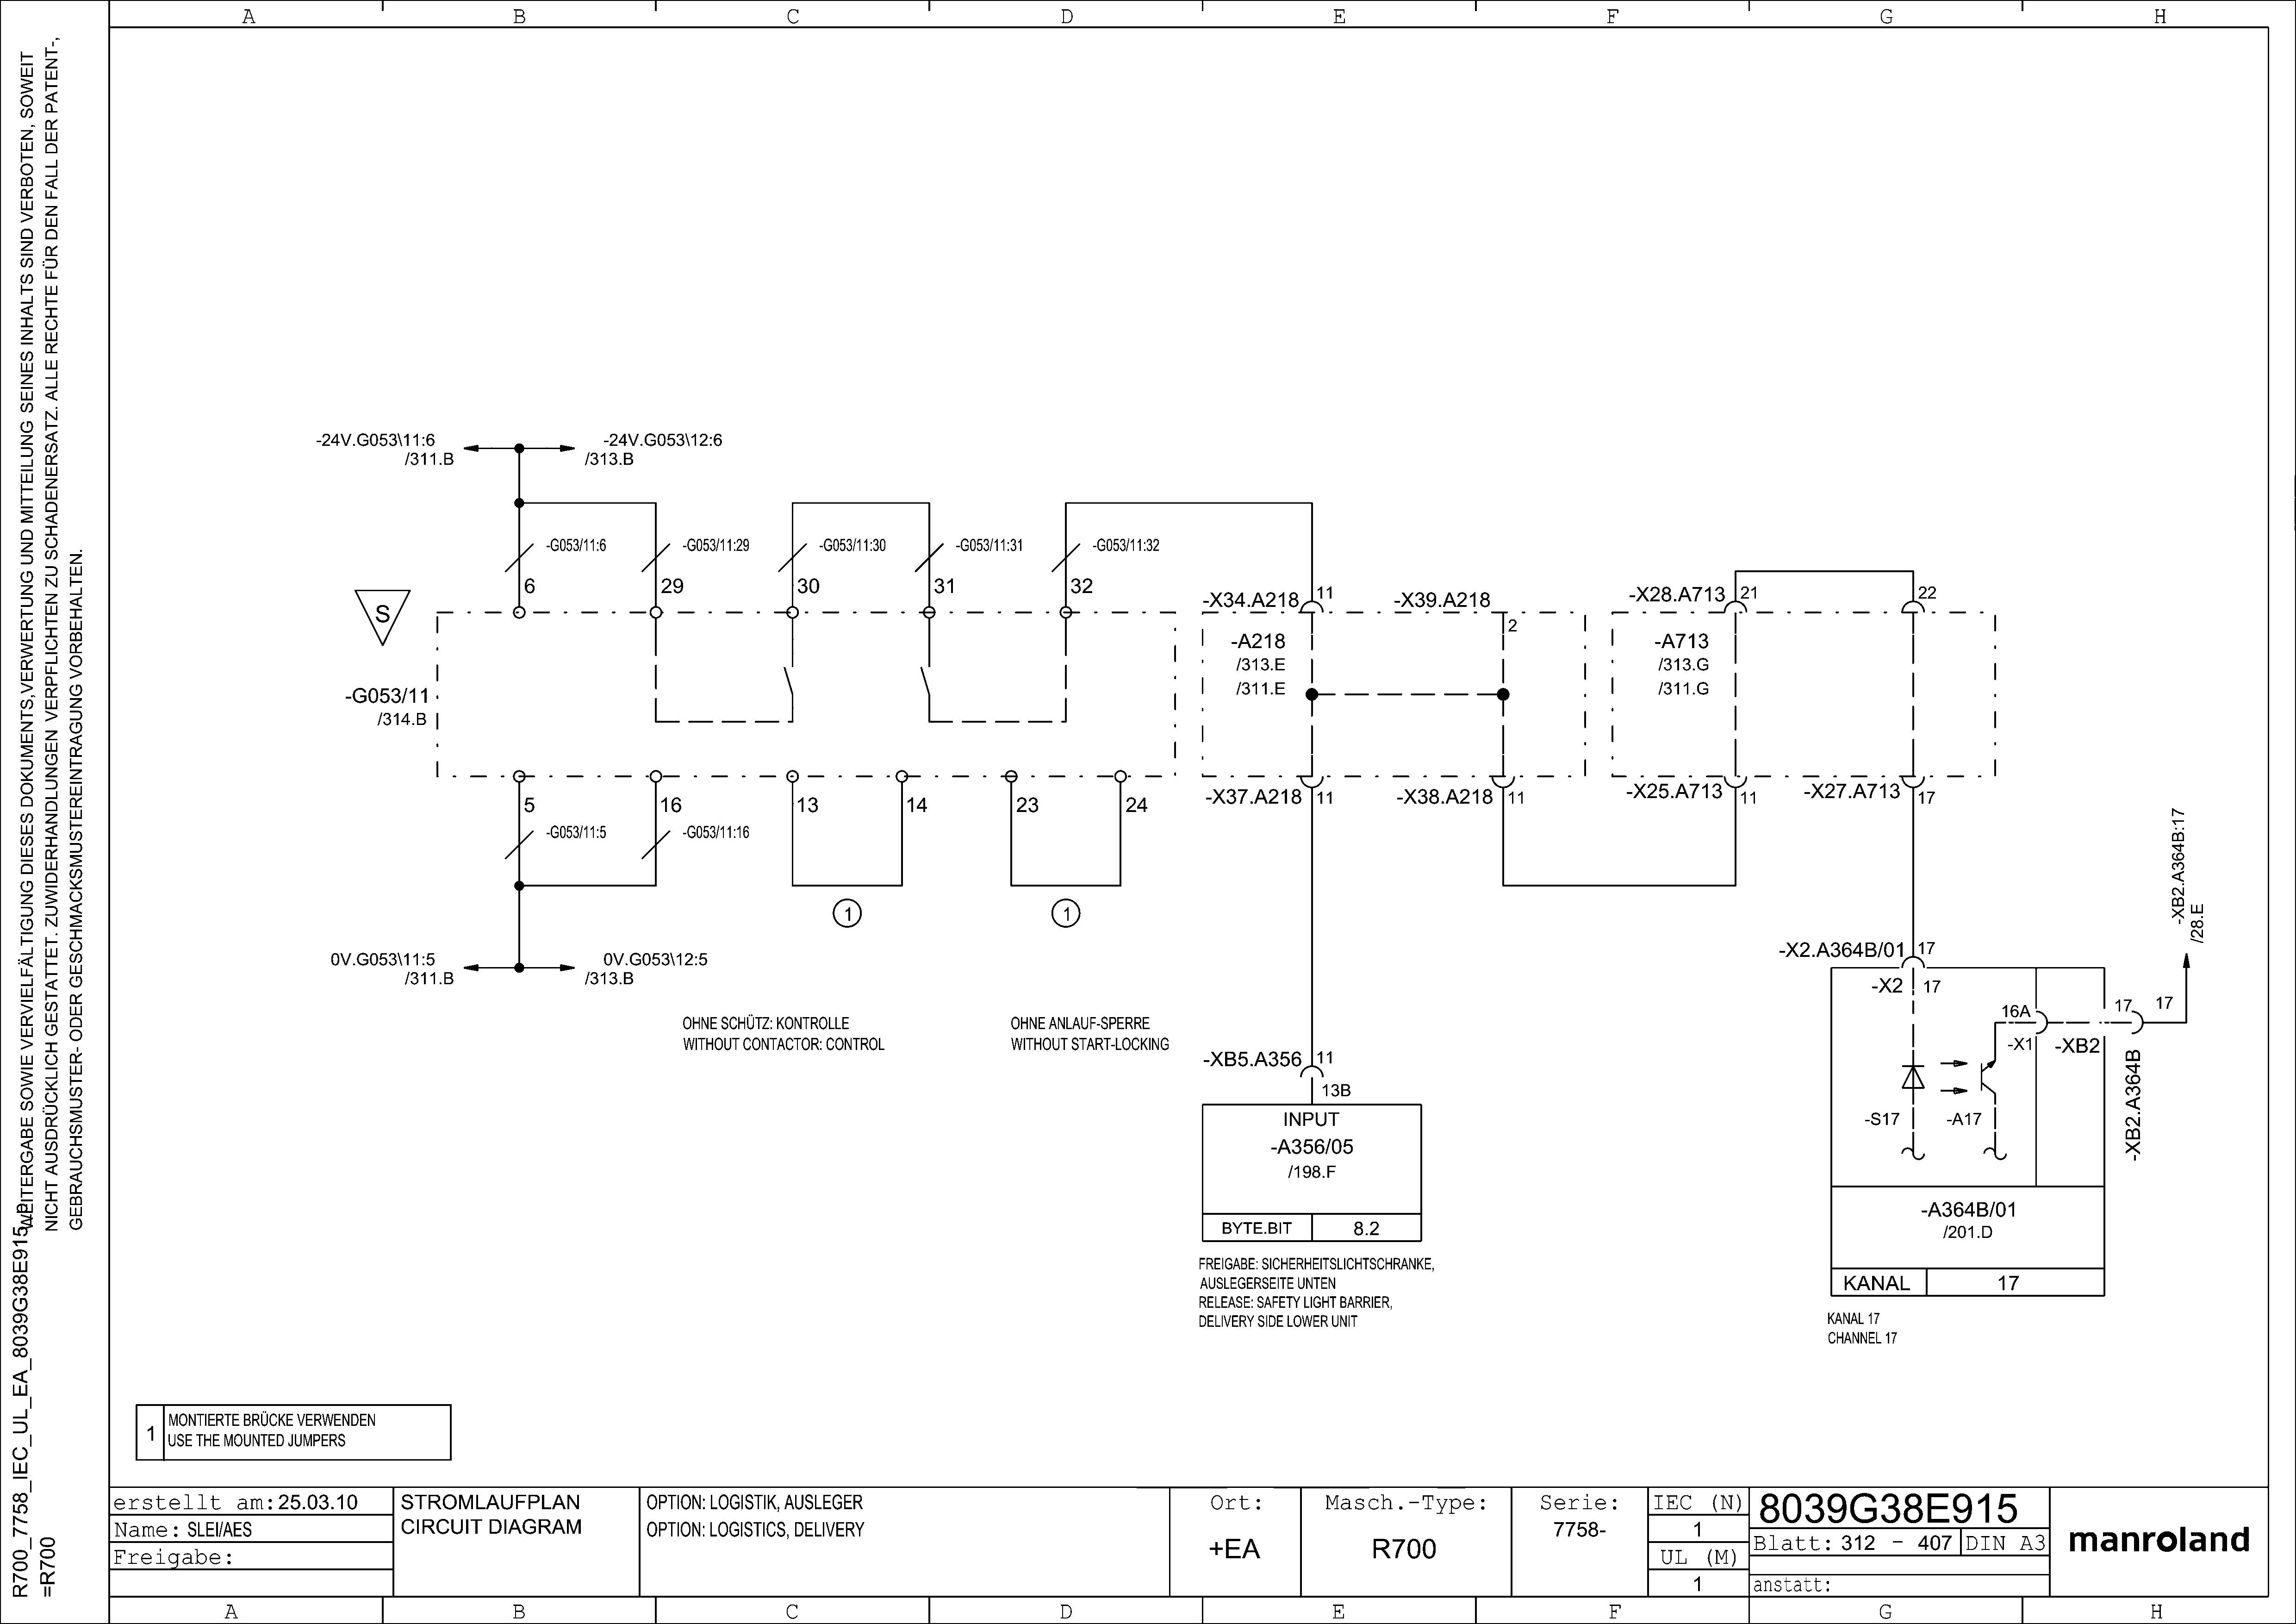 A B C D E F G H
WEITERGABE SOWIE VERVIELFÄLTIGUNG DIESES DOKUMENTS,VERWERTUNG UND MITTEILUNG SEINES INHALTS SIND VERBOTEN, SOWEIT
NICHT AUSDRÜCKLICH GESTATTET. ZUWIDERHANDLUNGEN VERPFLICHTEN ZU SCHADENERSATZ. ALLE RECHTE FÜR DEN FALL DER PATENT-,
GEBRAUCHSMUSTER- ODER GESCHMACKSMUSTEREINTRAGUNG VORBEHALTEN.
-24V.G053\11:6 -24V.G053\12:6
/311.B /313.B
-G053/11:6 -G053/11:29 -G053/11:30 -G053/11:31 -G053/11:32
6 29 30 31 32
-X34.A218 11 -X39.A218 -X28.A713 21 22
S
2
-A218 -A713
/313.E /313.G
/311.E /311.G
-G053/11
/314.B
5 16 13 14 23 24
-X37.A218 11 -X38.A218 11 -X25.A713 11 -X27.A713 17
-G053/11:5 -G053/11:16
1 1
-XB2.A364B:17
/28.E
0V.G053\11:5 0V.G053\12:5
/311.B /313.B
-X2.A364B/01 17
-X2 17
16A 17 17
-X1 -XB2
-XB2.A364B
OHNE SCHÜTZ: KONTROLLE
WITHOUT CONTACTOR: CONTROL
OHNE ANLAUF-SPERRE
WITHOUT START-LOCKING
-XB5.A356 11
13B
INPUT
-A356/05
/198.F
BYTE.BIT 8.2
-S17 -A17
-A364B/01
/201.D
KANAL 17
FREIGABE: SICHERHEITSLICHTSCHRANKE,
AUSLEGERSEITE UNTEN
RELEASE: SAFETY LIGHT BARRIER,
DELIVERY SIDE LOWER UNIT
KANAL 17
CHANNEL 17
1 MONTIERTE BRÜCKE VERWENDEN
USE THE MOUNTED JUMPERS
=R700
erstellt am: 25.03.10
Name: SLEI/AES
Freigabe:
STROMLAUFPLAN
CIRCUIT DIAGRAM
OPTION: LOGISTIK, AUSLEGER
OPTION: LOGISTICS, DELIVERY
Ort:
+EA
Masch.-Type:
R700
Serie:
7758-
IEC (N)
1
UL (M)
1
8039G38E915
Blatt: 312 - 407 DIN A3
anstatt:
manroland
A B C D E F G H